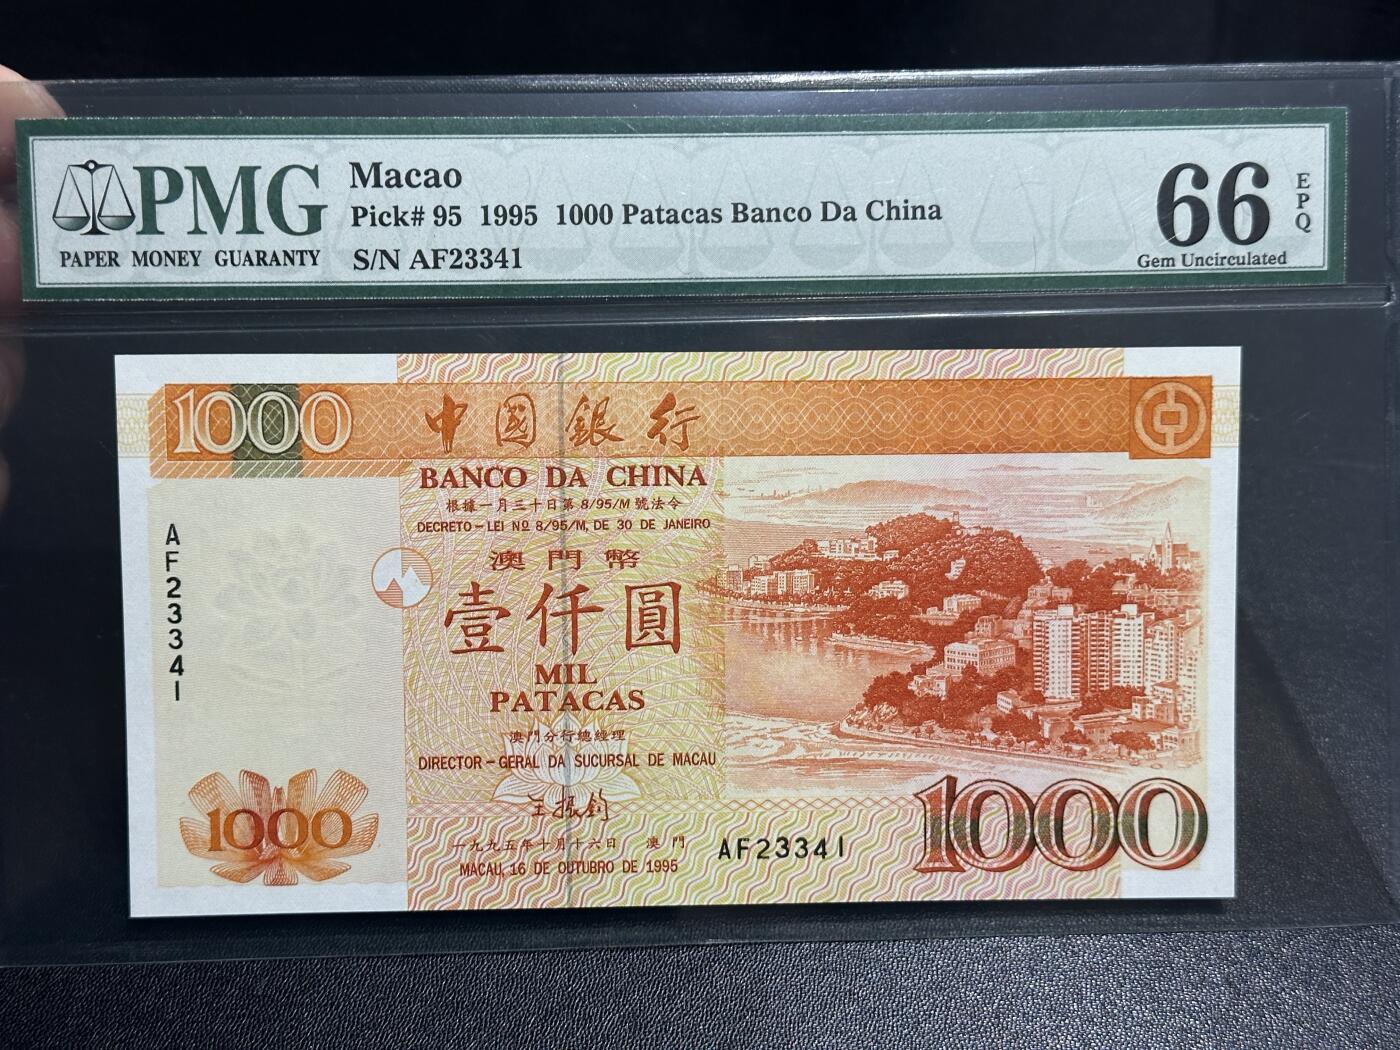 PMG
PAPER MONEY GUARANTY
Macao
Pick# 95 1995 1000 Patacas Banco Da China
S/N AF23341
66
EPQ
Gem Uncirculated
1000
中國銀行
BANCO DA CHINA
根據一月三十日第8/95/M號法令
DECRETO-LEI Nº 8/95/M, DE 30 DE JANEIRO
AF23341
澳門幣
壹仟圓
MIL
PATACAS
澳門分行總經理
DIRECTOR-GERAL DA SUCURSAL DE MACAU
王振鈞
1000
一九九五年十月十六日 澳門
MACAU, 16 DE OUTUBRO DE 1995
AF23341
1000